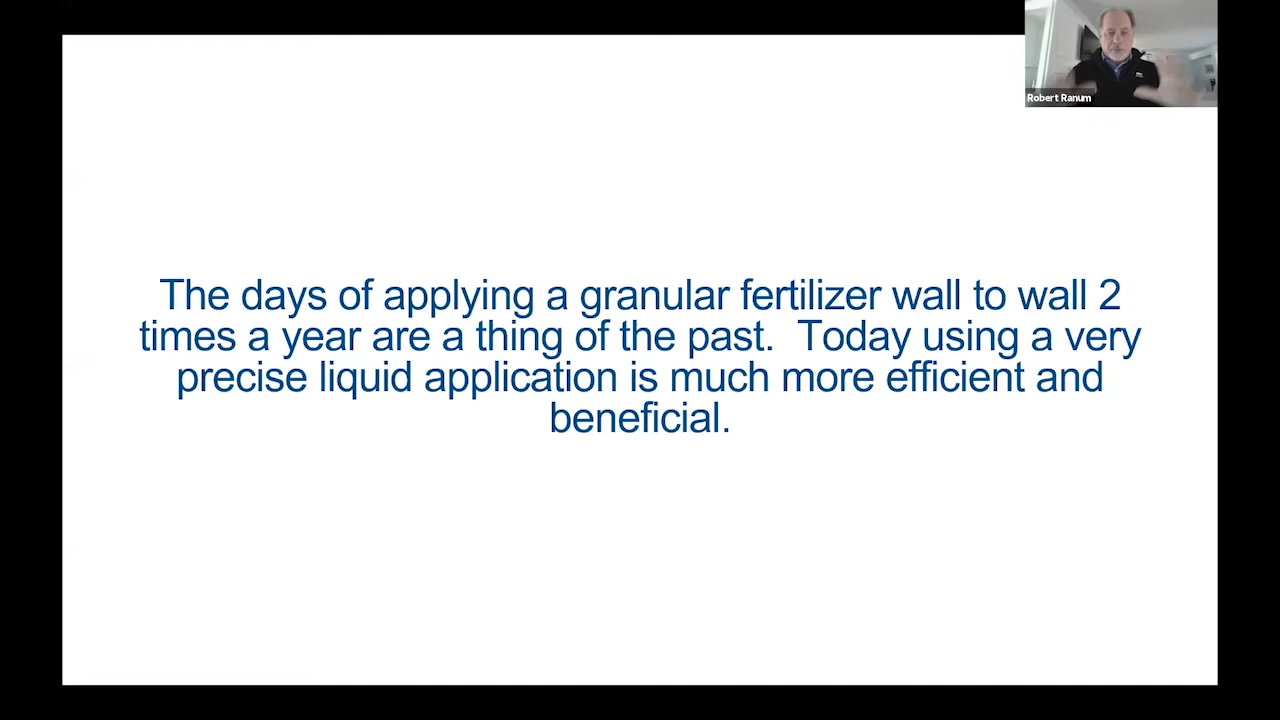 Robert Ranum
The days of applying a granular fertilizer wall to wall 2
times a year are a thing of the past.  Today using a very
precise liquid application is much more efficient and
beneficial.